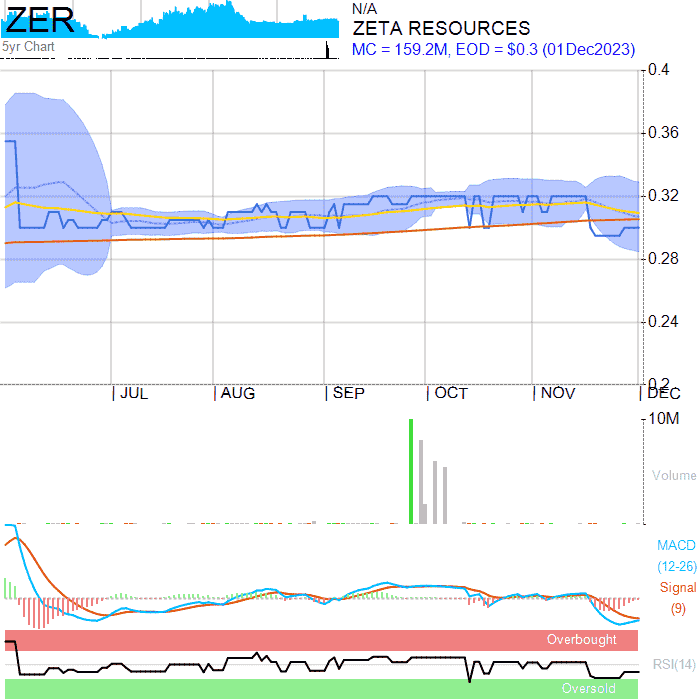 ZER
N/A
ZETA RESOURCES
5yr Chart
MC = 159.2M, EOD = $0.3 (01Dec2023)
0.4
0.36
0.32
0.28
0.24
0.2
JUL
AUG
SEP
OCT
NOV
DEC
10M
Volume
MACD
(12-26)
Signal
(9)
Overbought
RSI(14)
Oversold